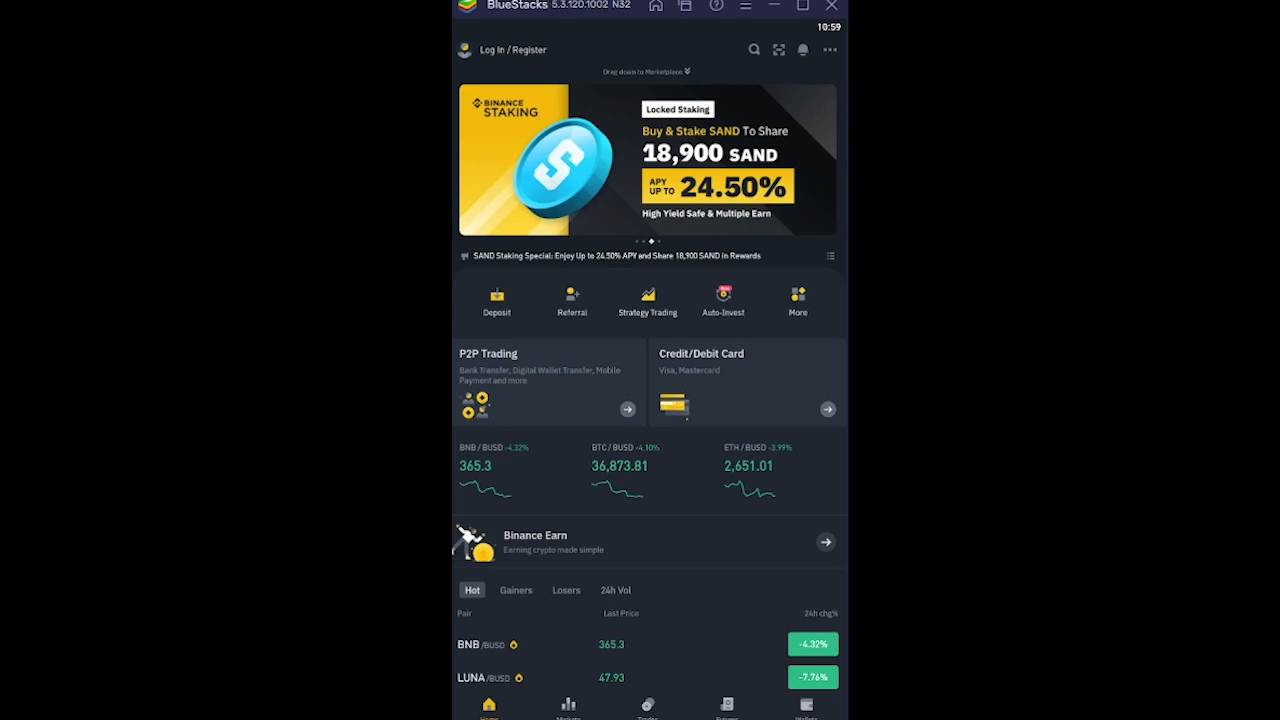 BlueStacks 5.3.120.1002 N32
10:59
Log In / Register
Drag down to Marketplace
BINANCE
STAKING
Locked Staking
Buy & Stake SAND To Share
18,900 SAND
APY
UP TO 24.50%
High Yield Safe & Multiple Earn
SAND Staking Special: Enjoy Up to 24.50% APY and Share 18,900 SAND in Rewards
Deposit Referral Strategy Trading Auto-Invest More
P2P Trading
Bank Transfer, Digital Wallet Transfer, Mobile
Payment and more
Credit/Debit Card
Visa, Mastercard
BNB / BUSD -4.32% BTC / BUSD -4.10% ETH / BUSD -3.99%
365.3 36,873.81 2,651.01
Binance Earn
Earning crypto made simple
Hot Gainers Losers 24h Vol
Pair Last Price 24h chg%
BNB /BUSD 365.3 -4.32%
LUNA /BUSD 47.93 -7.76%